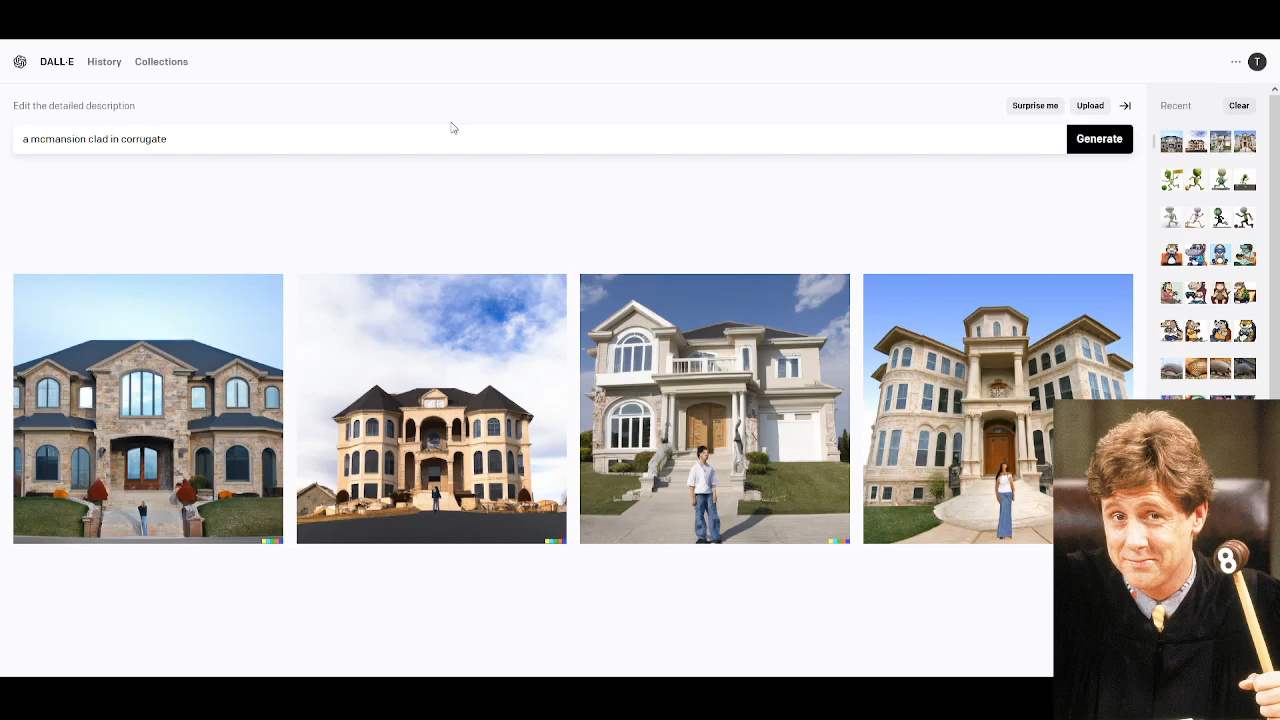 DALL·E History Collections ··· T
Edit the detailed description Surprise me Upload Recent Clear
a mcmansion clad in corrugate Generate
8